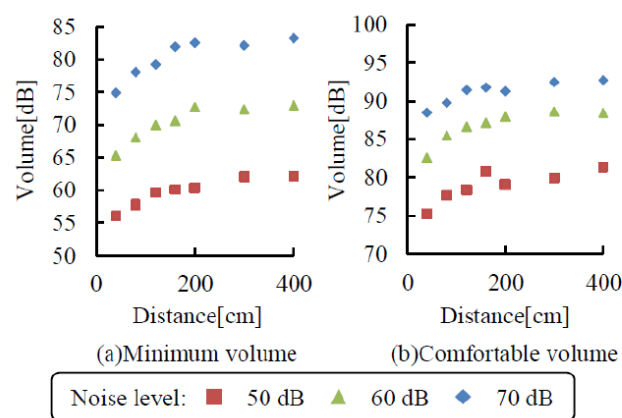 85
80
75
70
65
60
55
50
Volume[dB]
0 200 400
Distance[cm]
(a)Minimum volume
100
95
90
85
80
75
70
Volume[dB]
0 200 400
Distance[cm]
(b)Comfortable volume
Noise level: 50 dB 60 dB 70 dB